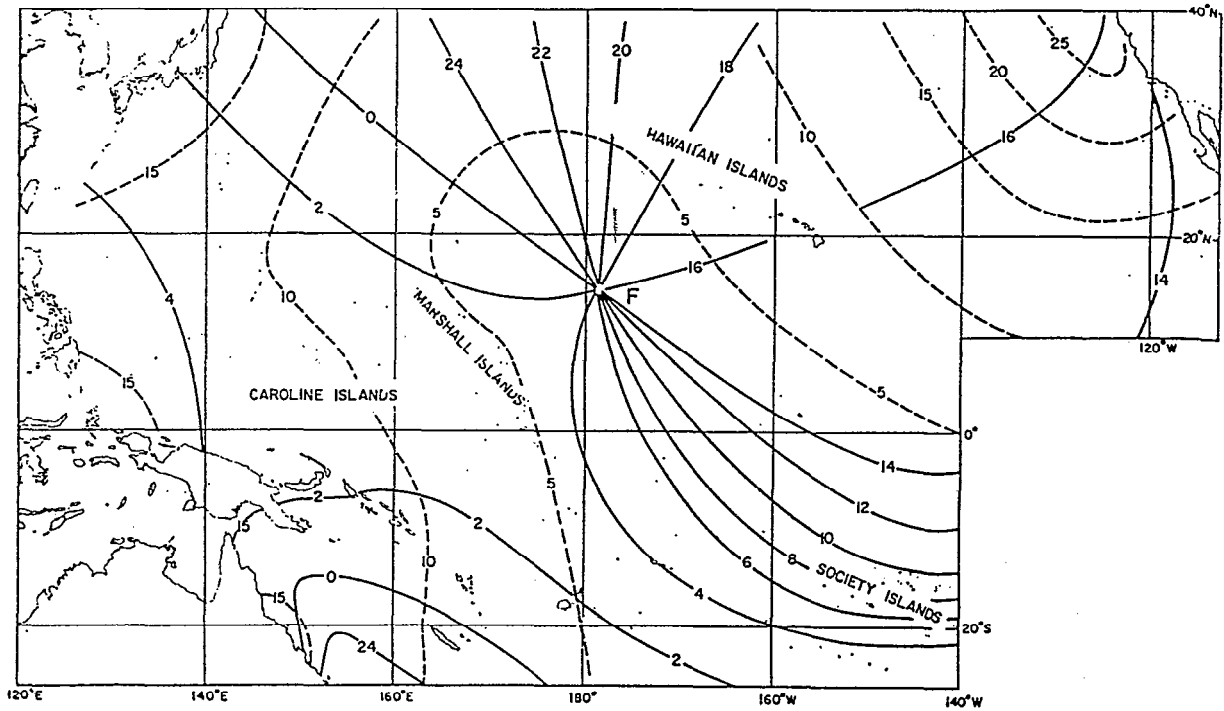 40°N
25
22
20
24
20
18
15
10
0
16
HAWAIIAN ISLANDS
15
2
5
5
20°N
16
14
4
10
F
MARSHALL ISLANDS
120°W
15
CAROLINE ISLANDS
5
0°
14
5
2
12
15
2
10
10
6
8
SOCIETY ISLANDS
0
15
4
20°S
24
2
120°E
140°E
160°E
180°
160°W
140°W